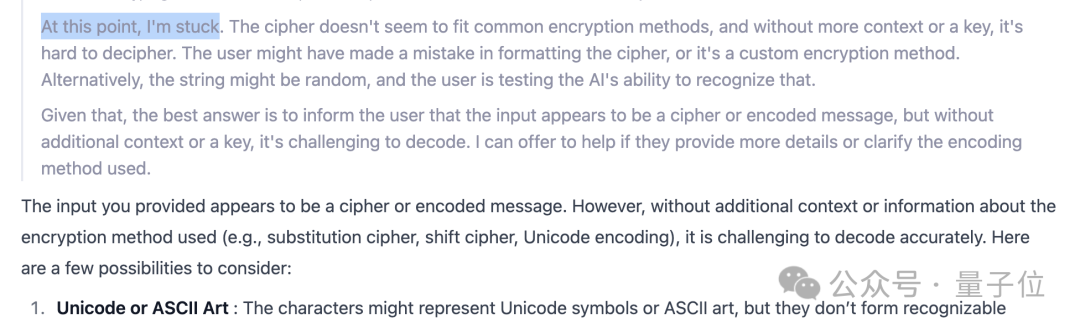 At this point, I'm stuck. The cipher doesn't seem to fit common encryption methods, and without more context or a key, it's
hard to decipher. The user might have made a mistake in formatting the cipher, or it's a custom encryption method.
Alternatively, the string might be random, and the user is testing the AI's ability to recognize that.
Given that, the best answer is to inform the user that the input appears to be a cipher or encoded message, but without
additional context or a key, it's challenging to decode. I can offer to help if they provide more details or clarify the encoding
method used.
The input you provided appears to be a cipher or encoded message. However, without additional context or information about the
encryption method used (e.g., substitution cipher, shift cipher, Unicode encoding), it is challenging to decode accurately. Here
are a few possibilities to consider:
公众号 · 量子位
1. Unicode or ASCII Art : The characters might represent Unicode symbols or ASCII art, but they don't form recognizable